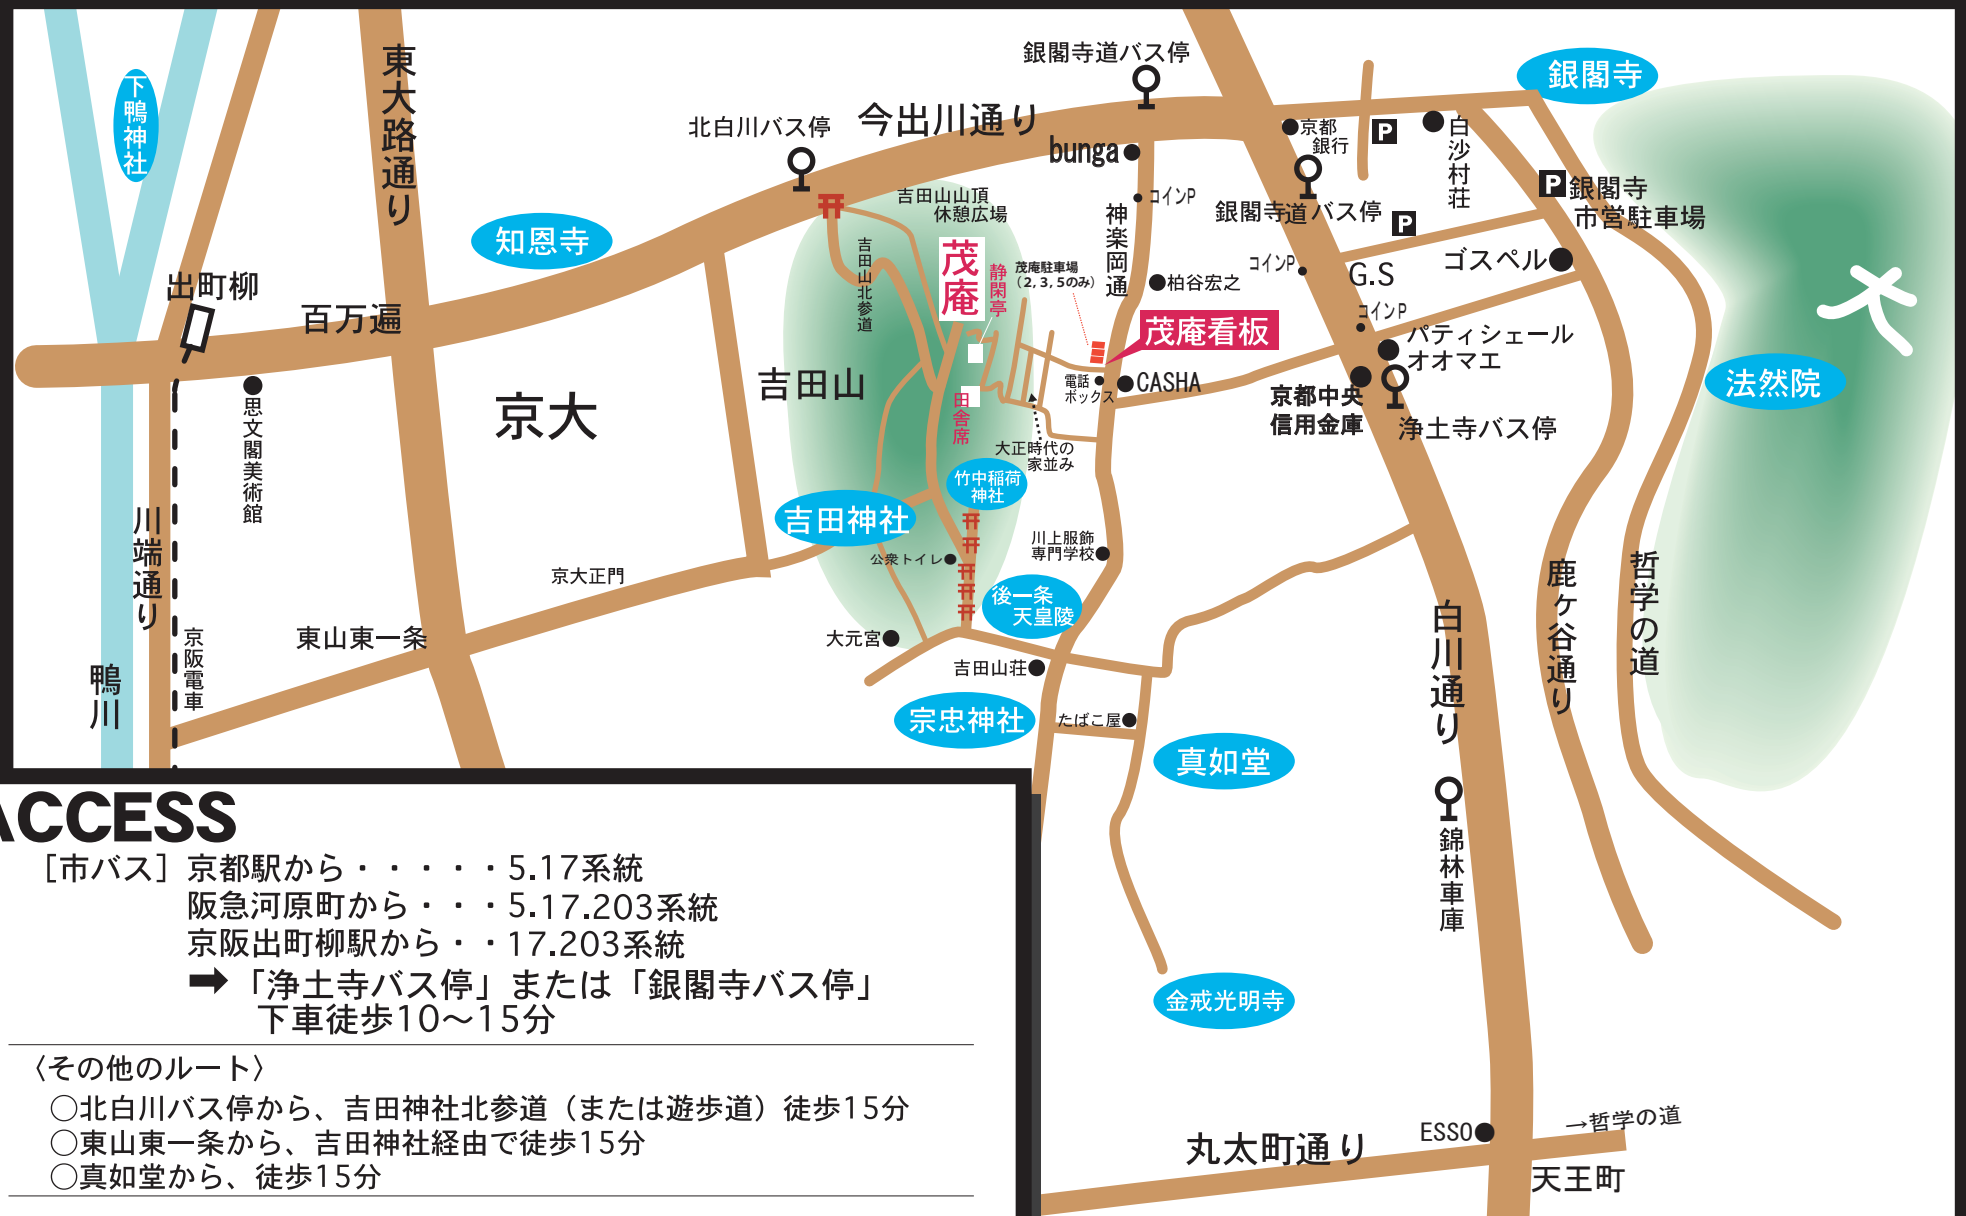 下鴨神社
東大路通り
北白川バス停
今出川通り
銀閣寺道バス停
bunga
京都
銀行
P
白沙村荘
銀閣寺
P
銀閣寺
市営駐車場
知恩寺
吉田山山頂
休憩広場
コインP
銀閣寺道バス停
P
出町柳
百万遍
吉田山北参道
茂庵
静閑亭
茂庵駐車場
（2,3,5のみ）
神楽岡通
柏谷宏之
コインP
G.S
ゴスペル
コインP
茂庵看板
パティシェール
オオマエ
思文閣美術館
京大
吉田山
田舎席
電話
ボックス
CASHA
京都中央
信用金庫
浄土寺バス停
法然院
大正時代の
家並み
竹中稲荷
神社
吉田神社
川端通り
公衆トイレ
川上服飾
専門学校
京大正門
後一条
天皇陵
鹿ヶ谷通り
哲学の道
白川通り
東山東一条
大元宮
吉田山荘
京阪電車
鴨川
宗忠神社
たばこ屋
真如堂
錦林車庫
金戒光明寺
ESSO
→哲学の道
丸太町通り
天王町
ACCESS
［市バス］京都駅から・・・・・5.17系統
阪急河原町から・・・5.17.203系統
京阪出町柳駅から・・17.203系統
➡「浄土寺バス停」または「銀閣寺バス停」
下車徒歩10〜15分
〈その他のルート〉
○北白川バス停から、吉田神社北参道（または遊歩道）徒歩15分
○東山東一条から、吉田神社経由で徒歩15分
○真如堂から、徒歩15分